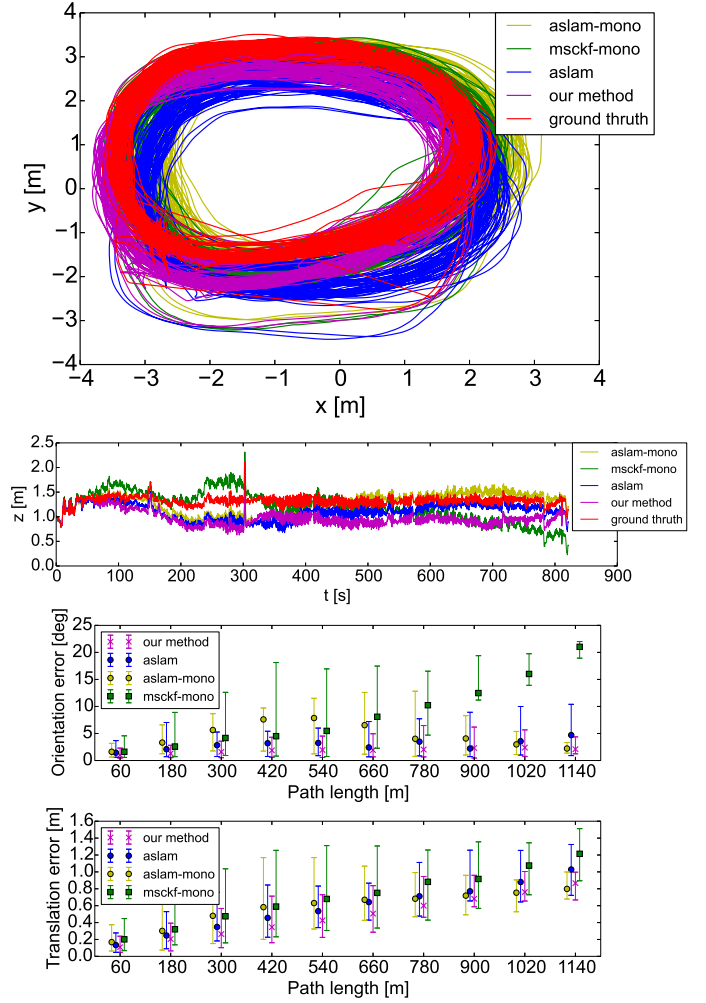 4
3
2
1
0
−1
−2
−3
−4
y [m]
−4 −3 −2 −1 0 1 2 3 4
x [m]
aslam-mono
msckf-mono
aslam
our method
ground thruth
2.5
2.0
1.5
1.0
0.5
0.0
z [m]
0 100 200 300 400 500 600 700 800 900
t [s]
aslam-mono
msckf-mono
aslam
our method
ground thruth
25
20
15
10
5
0
Orientation error [deg]
our method
aslam
aslam-mono
msckf-mono
60 180 300 420 540 660 780 900 1020 1140
Path length [m]
1.6
1.4
1.2
1.0
0.8
0.6
0.4
0.2
0.0
Translation error [m]
our method
aslam
aslam-mono
msckf-mono
60 180 300 420 540 660 780 900 1020 1140
Path length [m]